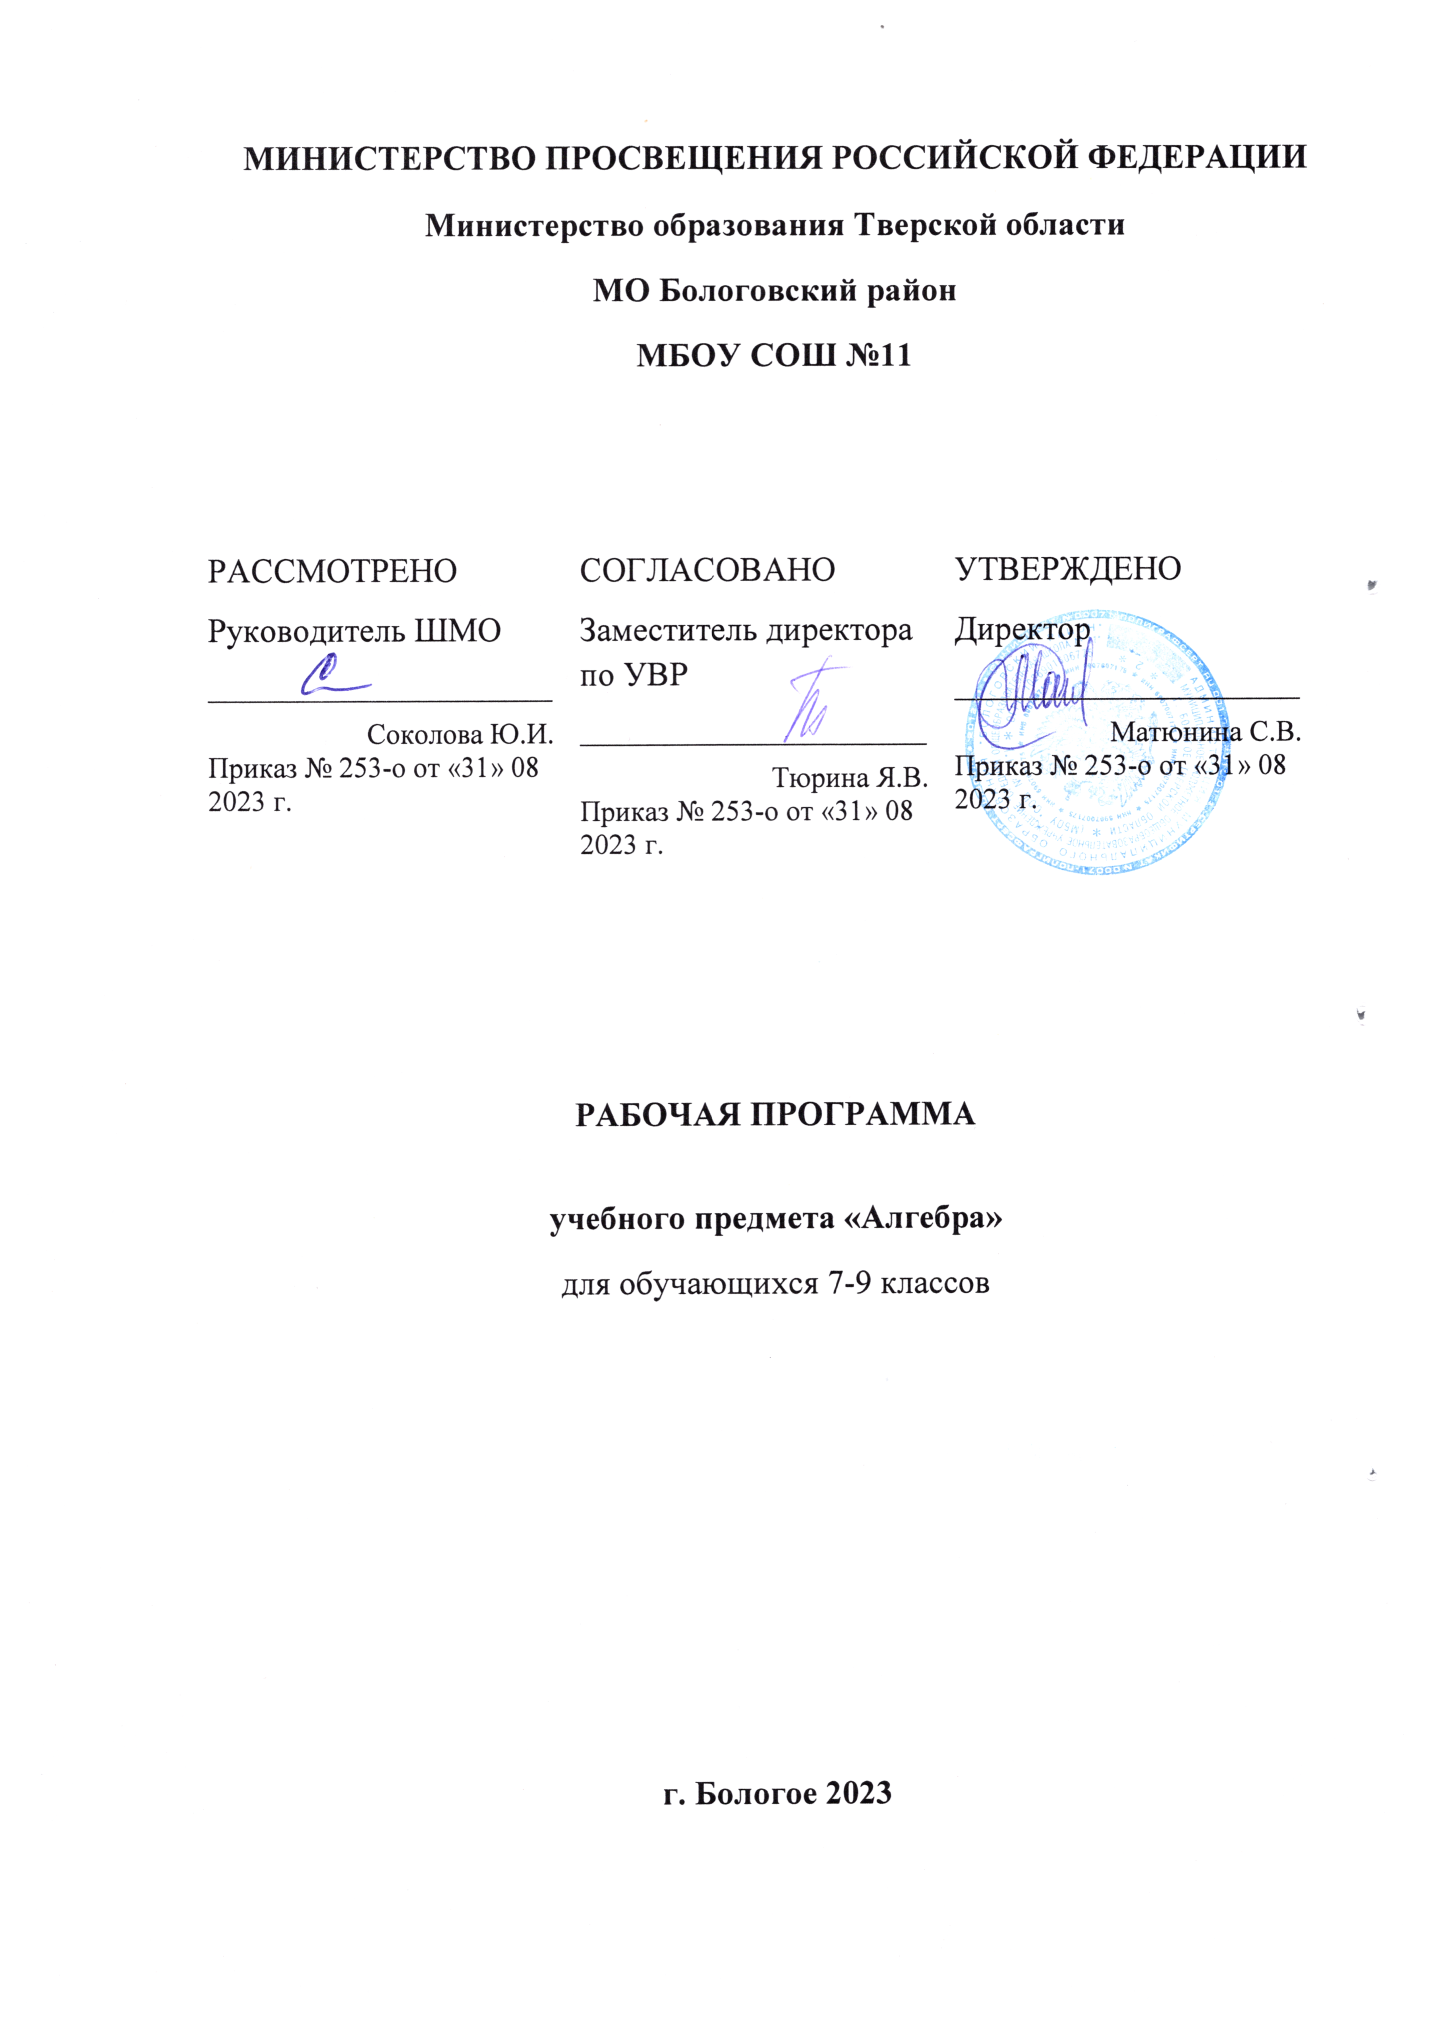 МИНИСТЕРСТВО ПРОСВЕЩЕНИЯ РОССИЙСКОЙ ФЕДЕРАЦИИ
Министерство образования Тверской области
МО Бологовский район
МБОУ СОШ №11
РАССМОТРЕНО
Руководитель ШМО
Соколова Ю.И.
Приказ № 253-о от «31» 08
2023 г.
СОГЛАСОВАНО
Заместитель директора
по УВР
Тюрина Я.В.
Приказ № 253-о от «31» 08
2023 г.
УТВЕРЖДЕНО
Директор
Матюнина С.В.
Приказ № 253-о от «31» 08
2023 г.
РАБОЧАЯ ПРОГРАММА
учебного предмета «Алгебра»
для обучающихся 7-9 классов
г. Бологое 2023